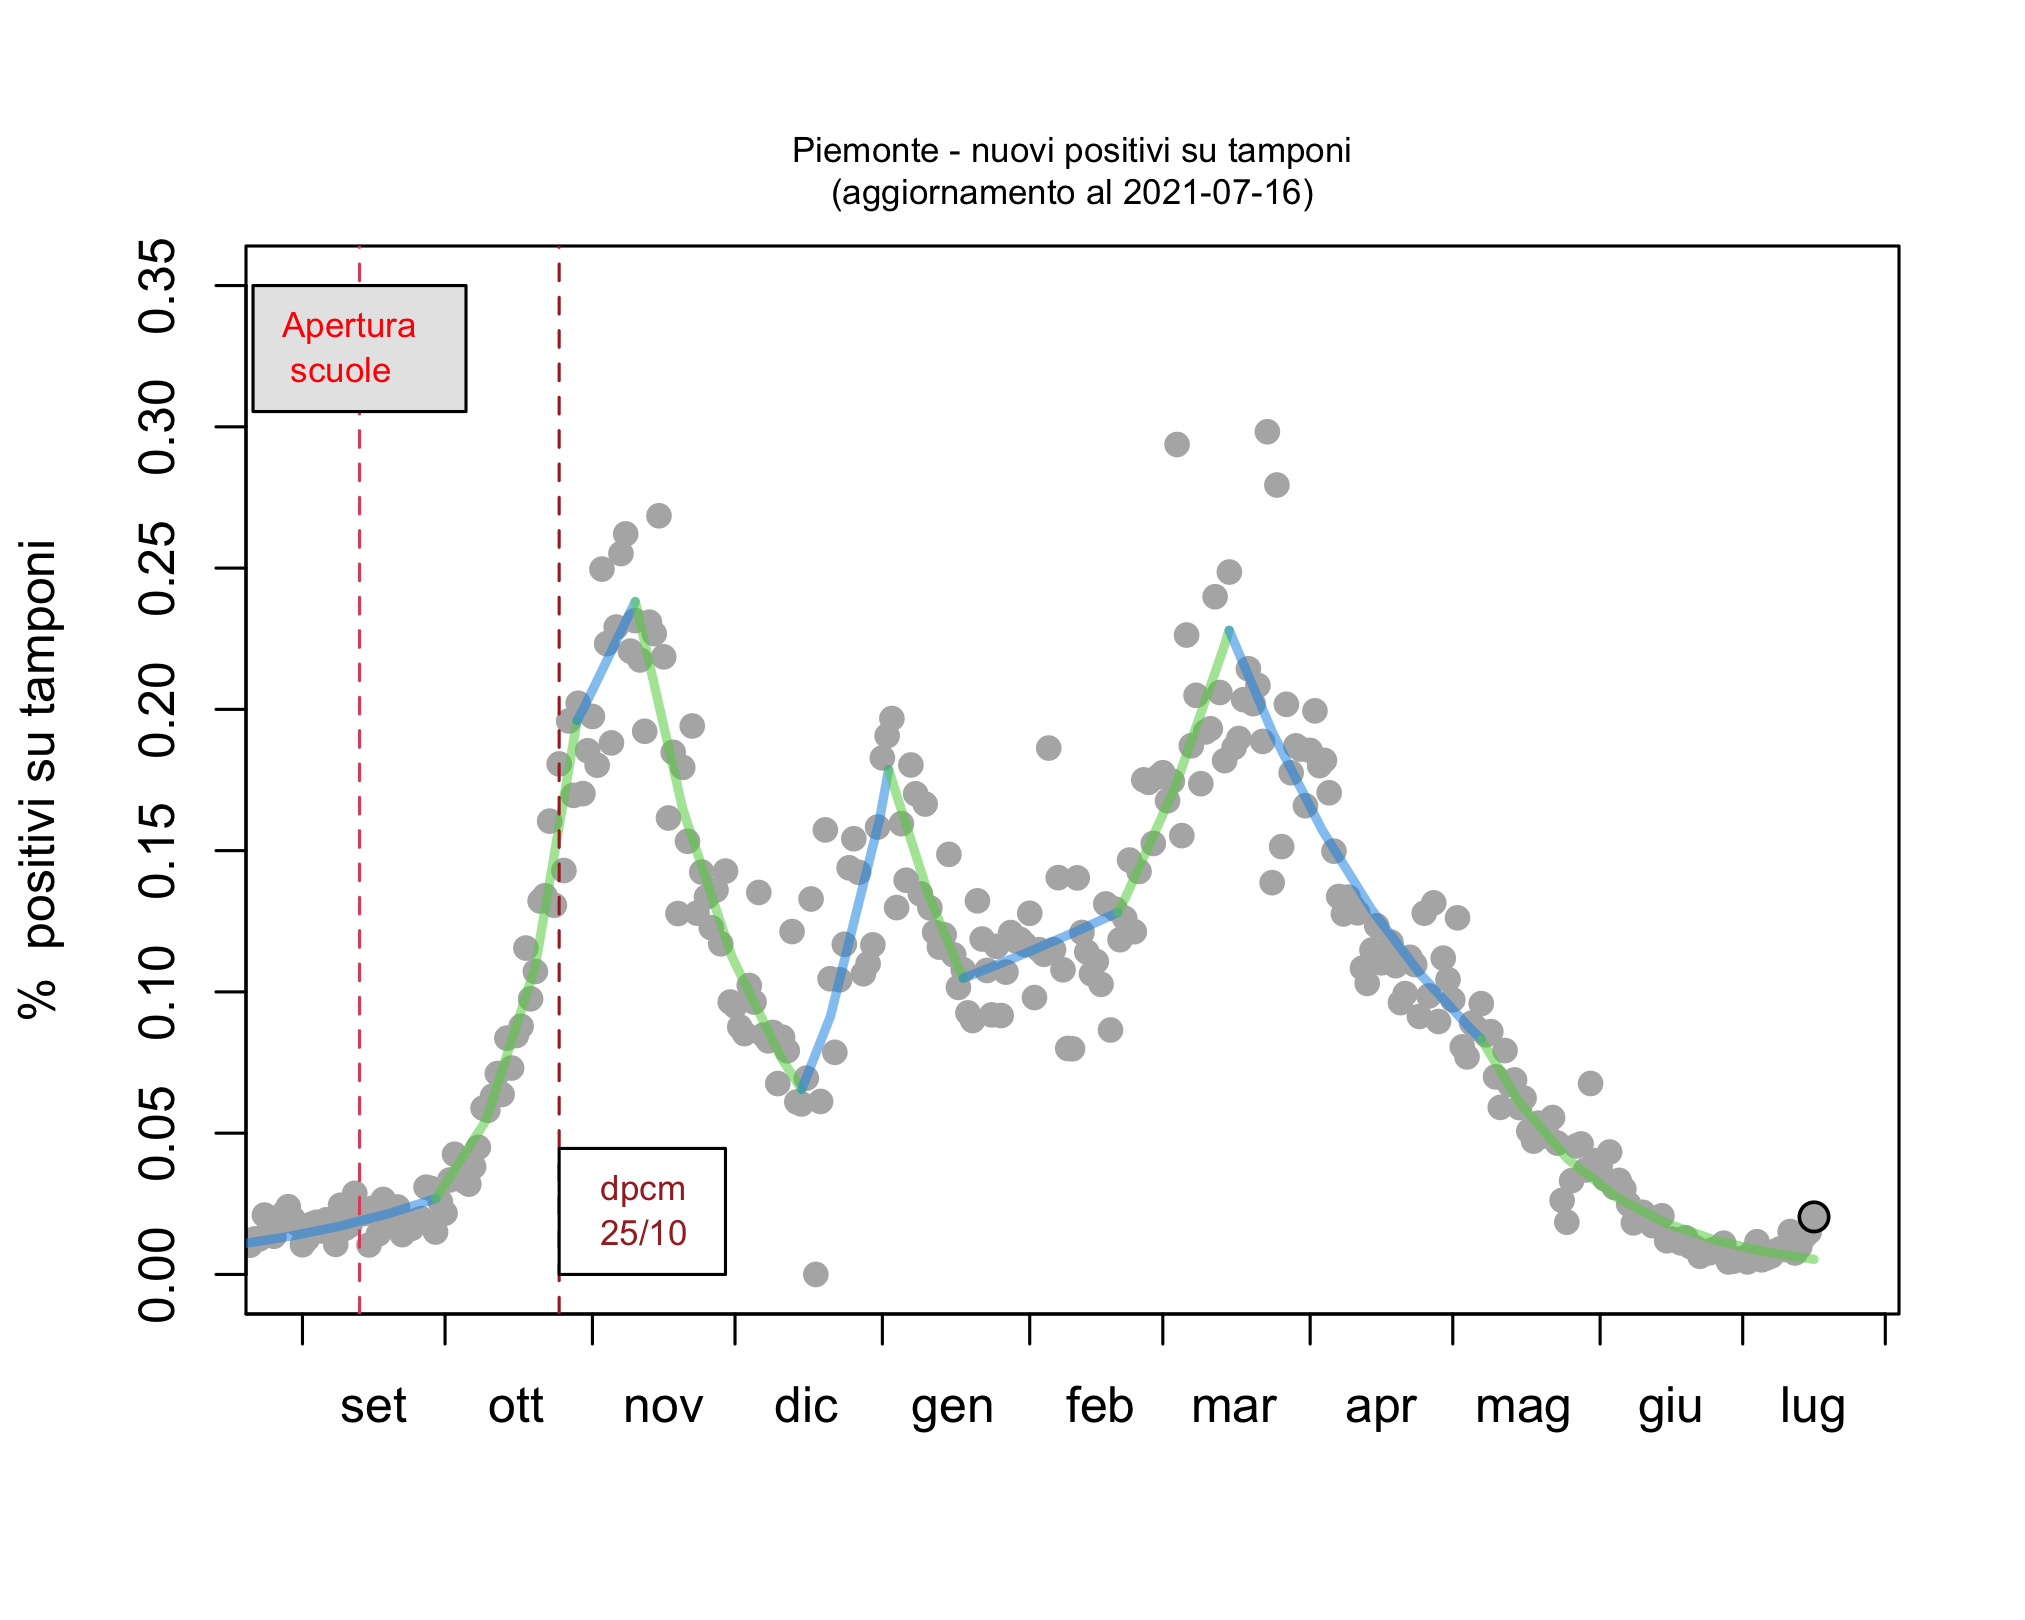 Piemonte - nuovi positivi su tamponi
(aggiornamento al 2021-07-16)
% positivi su tamponi
0.35
0.30
0.25
0.20
0.15
0.10
0.05
0.00
Apertura
scuole
dpcm
25/10
set ott nov dic gen feb mar apr mag giu lug